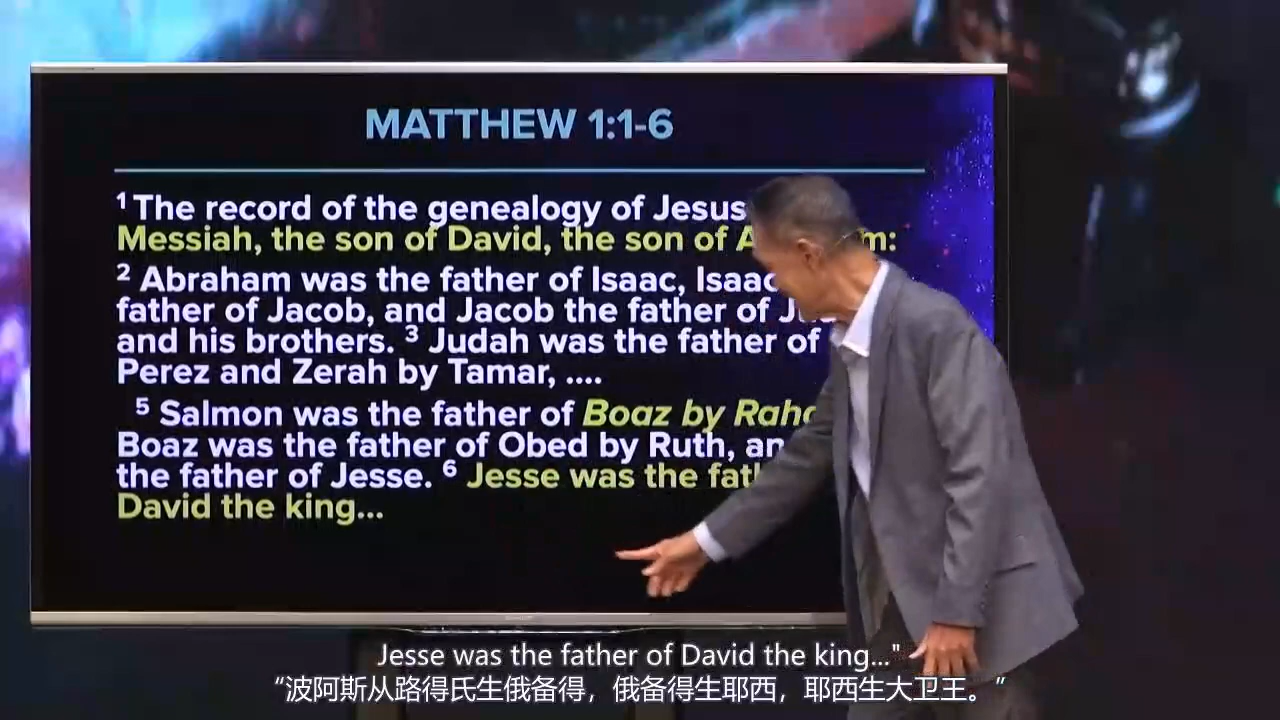 MATTHEW 1:1-6
1 The record of the genealogy of Jesus
Messiah, the son of David, the son of
2 Abraham was the father of Isaac, Isaac
father of Jacob, and Jacob the father of
and his brothers. 3 Judah was the father of
Perez and Zerah by Tamar, ....
5 Salmon was the father of Boaz by
Boaz was the father of Obed by Ruth,
the father of Jesse. 6 Jesse was the
David the king...
Jesse was the father of David the king..."
“波阿斯从路得氏生俄备得，俄备得生耶西，耶西生大卫王。”